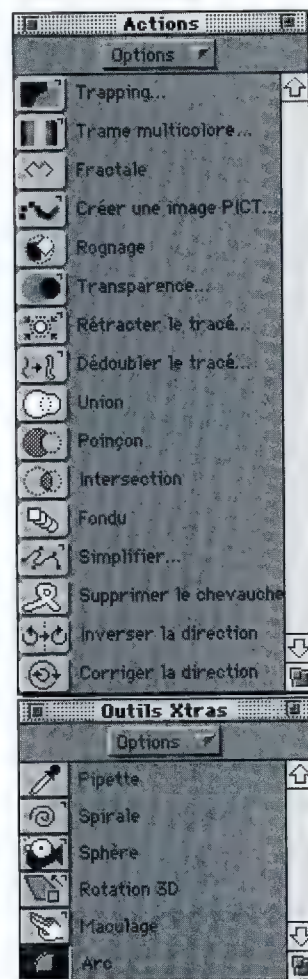 Actions
Options
Trapping...
Trame multicolore...
Fractale
Créer une image PICT...
Rognage
Transparence...
Rétracter le tracé...
Dédoubler le tracé...
Union
Poinçon
Intersection
Fondu
Simplifier...
Supprimer le chevauche
Inverser la direction
Corriger la direction
Outils Xtras
Options
Pipette
Spirale
Sphère
Rotation 3D
Maculage
Arc